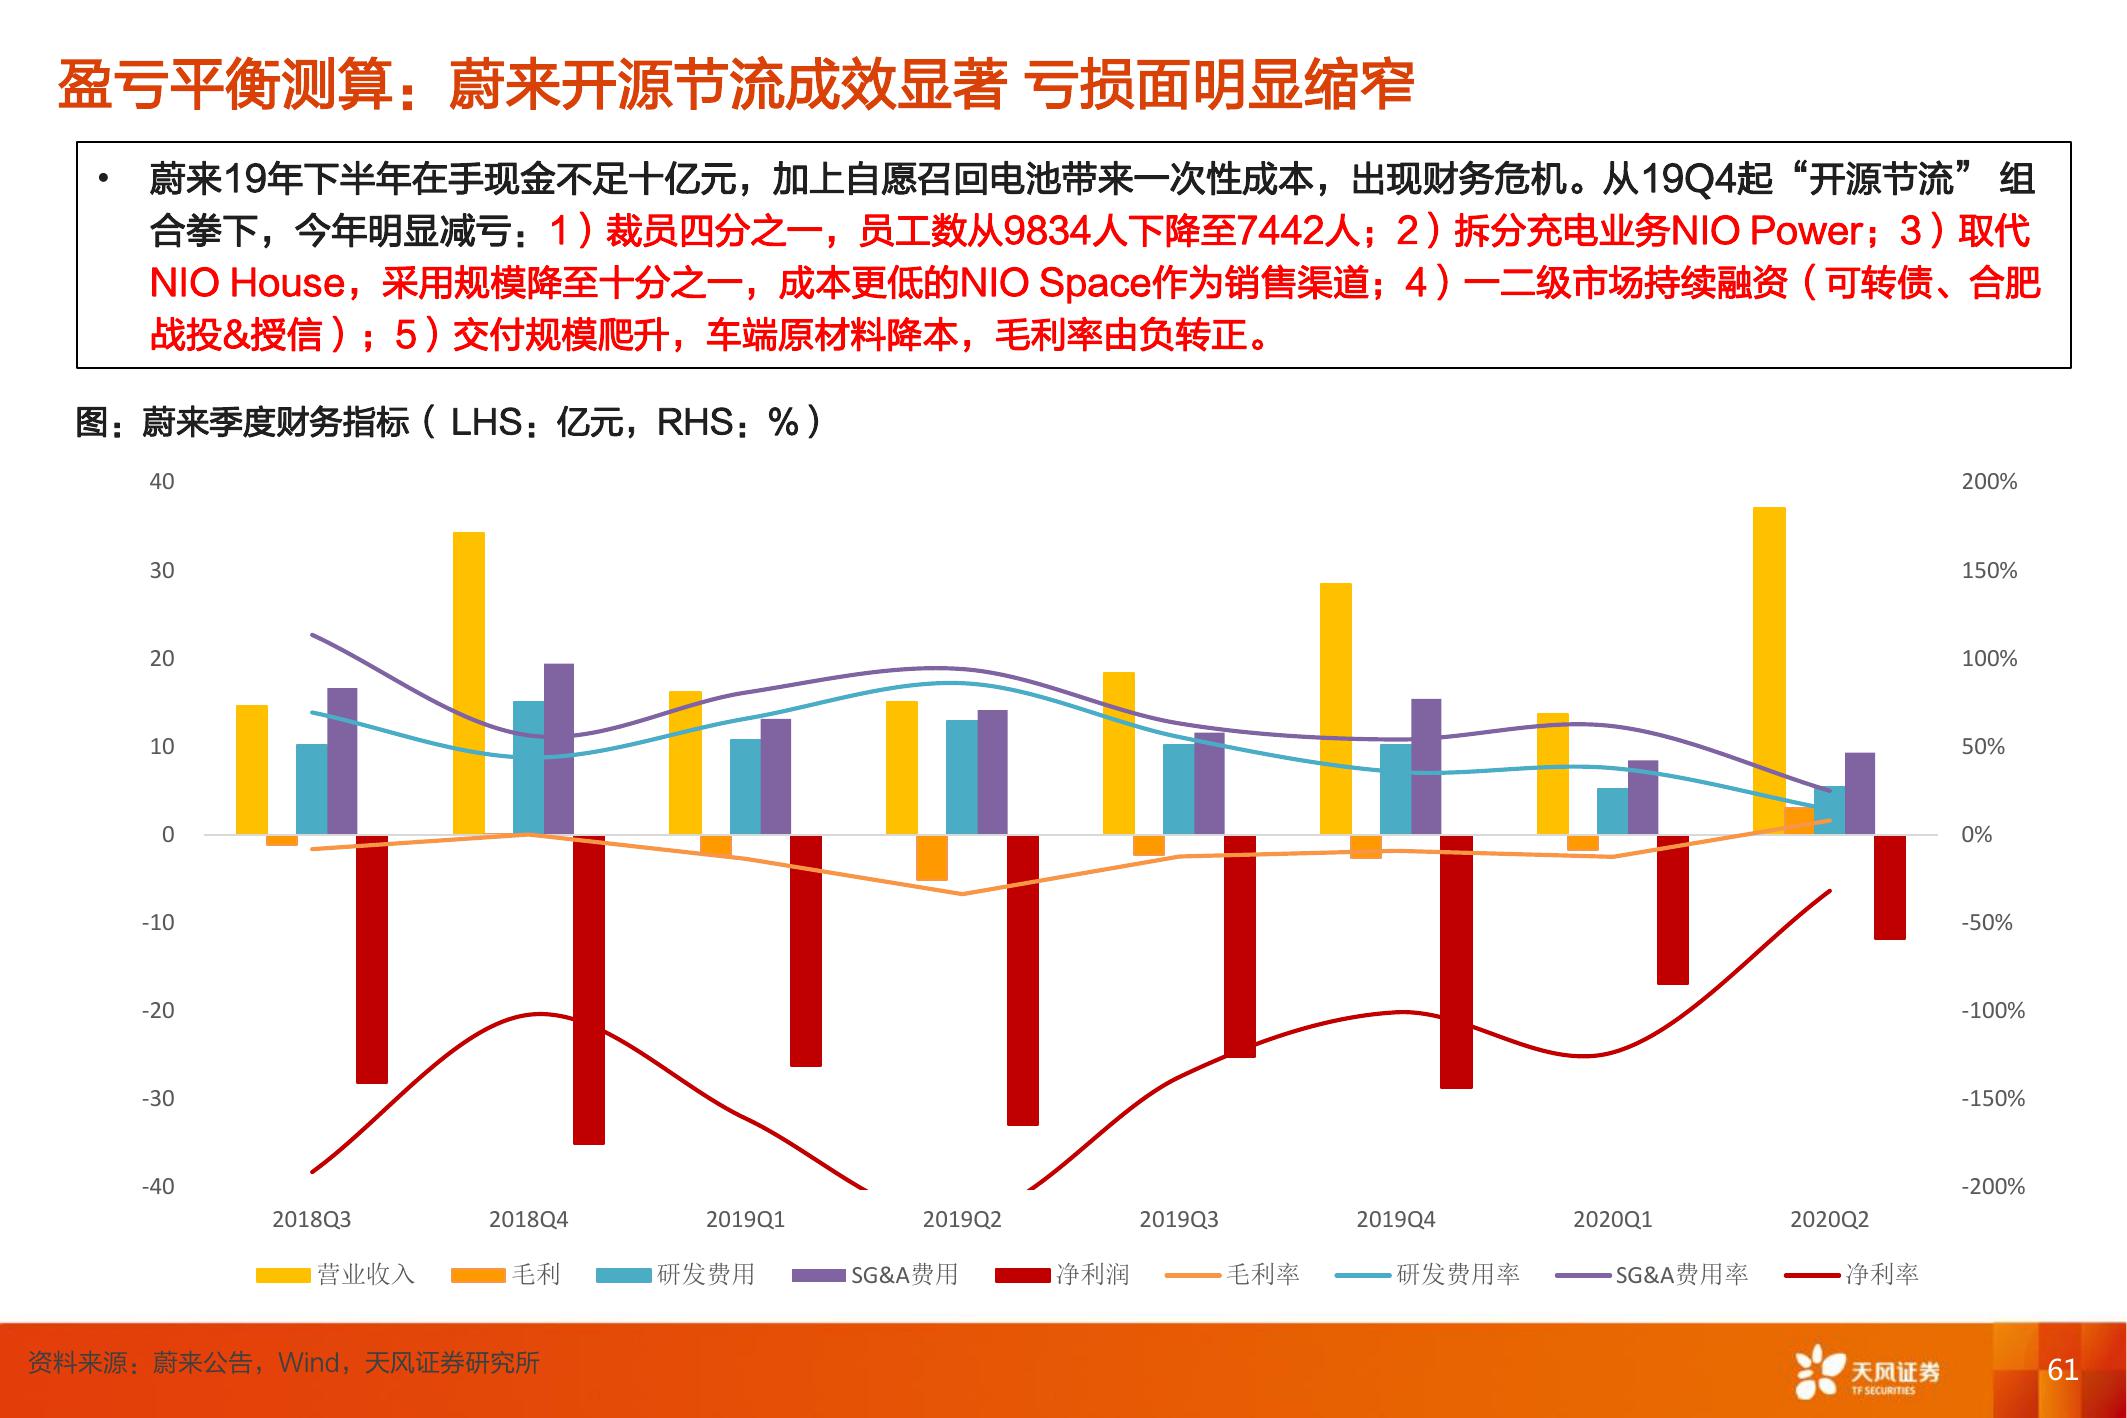 盈亏平衡测算：蔚来开源节流成效显著 亏损面明显缩窄
• 蔚来19年下半年在手现金不足十亿元，加上自愿召回电池带来一次性成本，出现财务危机。从19Q4起“开源节流” 组
合拳下，今年明显减亏：1）裁员四分之一，员工数从9834人下降至7442人；2）拆分充电业务NIO Power；3）取代
NIO House，采用规模降至十分之一，成本更低的NIO Space作为销售渠道；4）一二级市场持续融资（可转债、合肥
战投&授信）；5）交付规模爬升，车端原材料降本，毛利率由负转正。
图：蔚来季度财务指标（ LHS：亿元，RHS：%）
40 200%
30 150%
20 100%
10 50%
0 0%
-10 -50%
-20 -100%
-30 -150%
-40 -200%
2018Q3 2018Q4 2019Q1 2019Q2 2019Q3 2019Q4 2020Q1 2020Q2
营业收入 毛利 研发费用 SG&A费用 净利润 毛利率 研发费用率 SG&A费用率 净利率
资料来源：蔚来公告，Wind，天风证券研究所
天风证券
TF SECURITIES
61